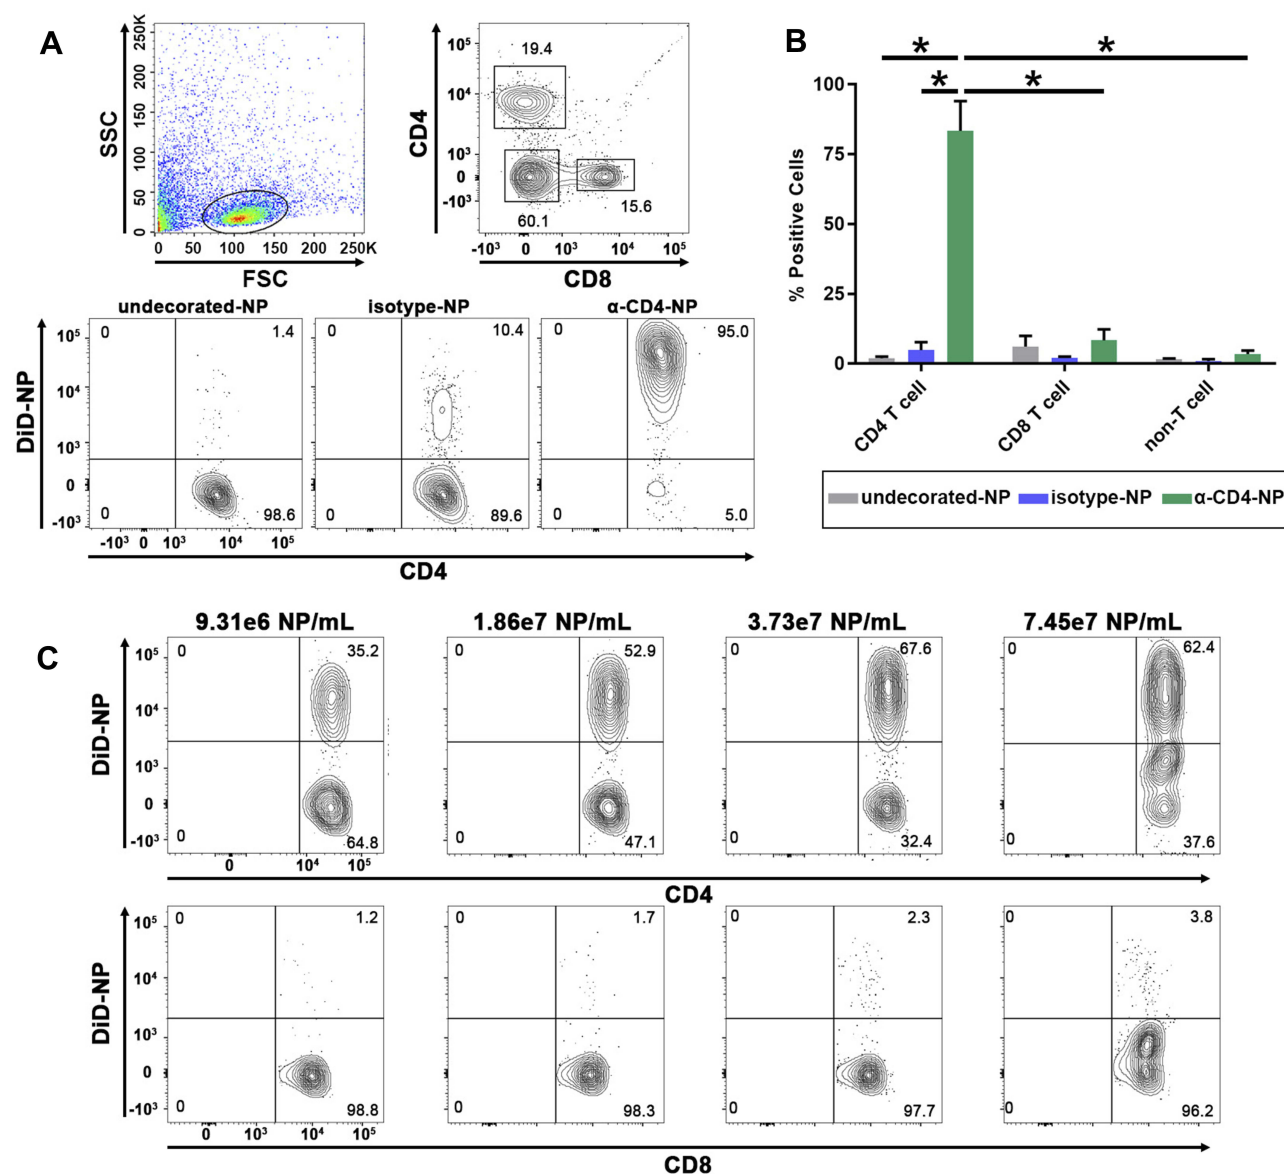 A
SSC
250K
200
150
100
50
0
0 50 100 150 200 250K
FSC
CD4
10⁵
10⁴
10³
0
-10³
19.4
60.1
15.6
-10³ 0 10³ 10⁴ 10⁵
CD8
undecorated-NP isotype-NP α-CD4-NP
DiD-NP
10⁵
10⁴
10³
0
-10³
0 1.4
0 98.6
0 10.4
0 89.6
0 95.0
0 5.0
-10³ 0 10³ 10⁴ 10⁵
CD4
B
* *
* *
% Positive Cells
100
75
50
25
0
CD4 T cell
CD8 T cell
non-T cell
undecorated-NP isotype-NP α-CD4-NP
C
9.31e6 NP/mL 1.86e7 NP/mL 3.73e7 NP/mL 7.45e7 NP/mL
DiD-NP
10⁵
10⁴
10³
0
-10³
0 35.2
0 64.8
0 52.9
0 47.1
0 67.6
0 32.4
0 62.4
0 37.6
0 10⁴ 10⁵
CD4
DiD-NP
10⁵
10⁴
10³
0
-10³
0 1.2
0 98.8
0 1.7
0 98.3
0 2.3
0 97.7
0 3.8
0 96.2
0 10³ 10⁴ 10⁵
CD8